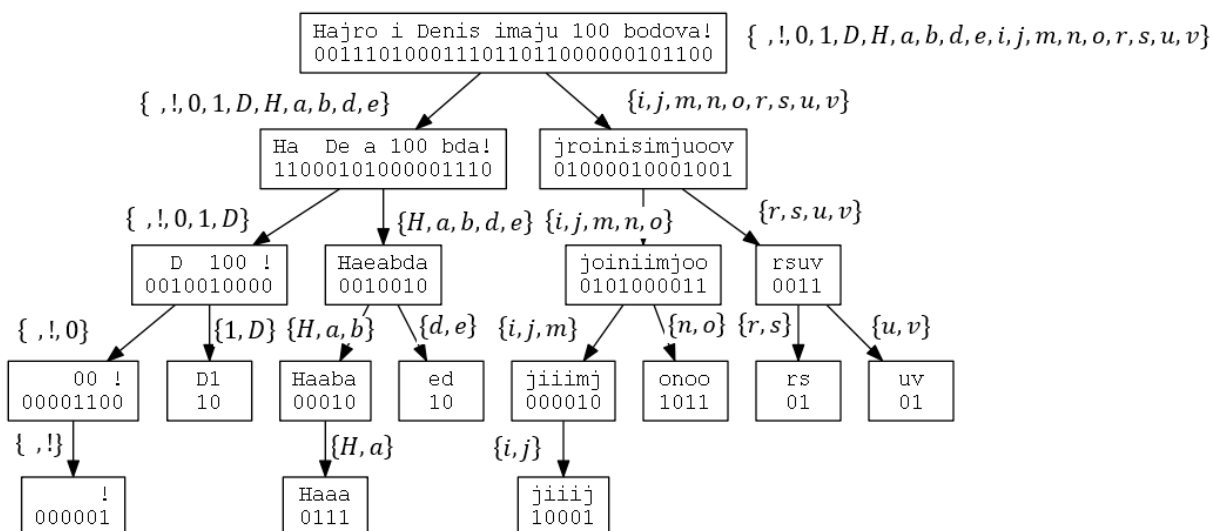 Hajro i Denis imaju 100 bodova!
0011101000111011011000000101100
{ ,!,0,1,D,H,a,b,d,e,i,j,m,n,o,r,s,u,v}
{ ,!,0,1,D,H,a,b,d,e}
{i,j,m,n,o,r,s,u,v}
Ha  De a 100 bda!
11000101000001110
jroinisimjuoov
01000010001001
{ ,!,0,1,D}
{H,a,b,d,e}
{i,j,m,n,o}
{r,s,u,v}
D  100 !
0010010000
Haeabda
0010010
joiniimjoo
0101000011
rsuv
0011
{ ,!,0}
{1,D}
{H,a,b}
{d,e}
{i,j,m}
{n,o}
{r,s}
{u,v}
00 !
00001100
D1
10
Haaba
00010
ed
10
jiiimj
000010
onoo
1011
rs
01
uv
01
{ ,!}
{H,a}
{i,j}
!
000001
Haaa
0111
jiiij
10001